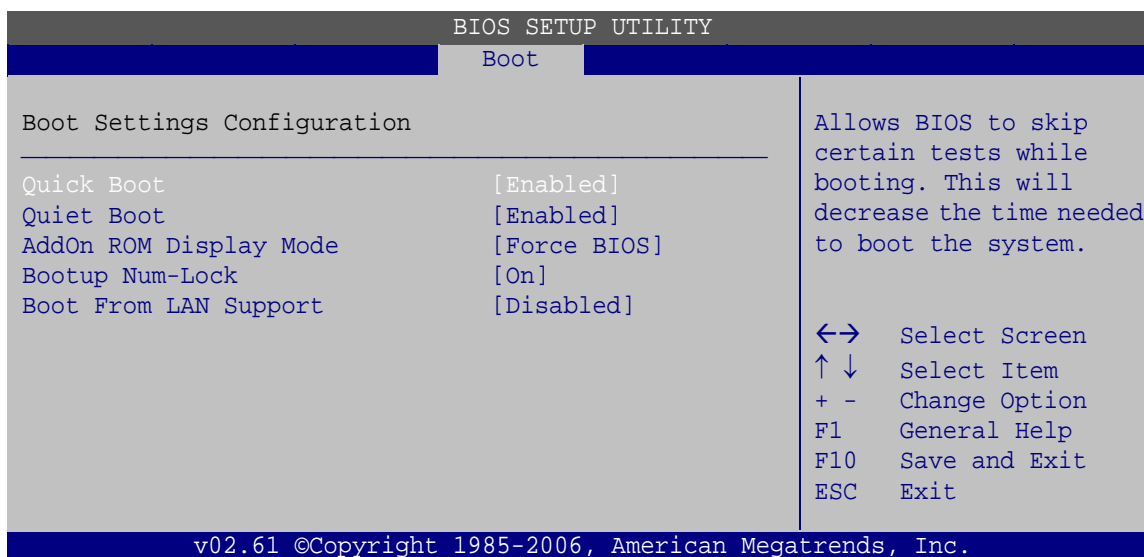 BIOS SETUP UTILITY
Boot
Boot Settings Configuration
Quick Boot [Enabled]
Quiet Boot [Enabled]
AddOn ROM Display Mode [Force BIOS]
Bootup Num-Lock [On]
Boot From LAN Support [Disabled]
Allows BIOS to skip
certain tests while
booting. This will
decrease the time needed
to boot the system.
←→ Select Screen
↑ ↓ Select Item
+ - Change Option
F1 General Help
F10 Save and Exit
ESC Exit
v02.61 ©Copyright 1985-2006, American Megatrends, Inc.